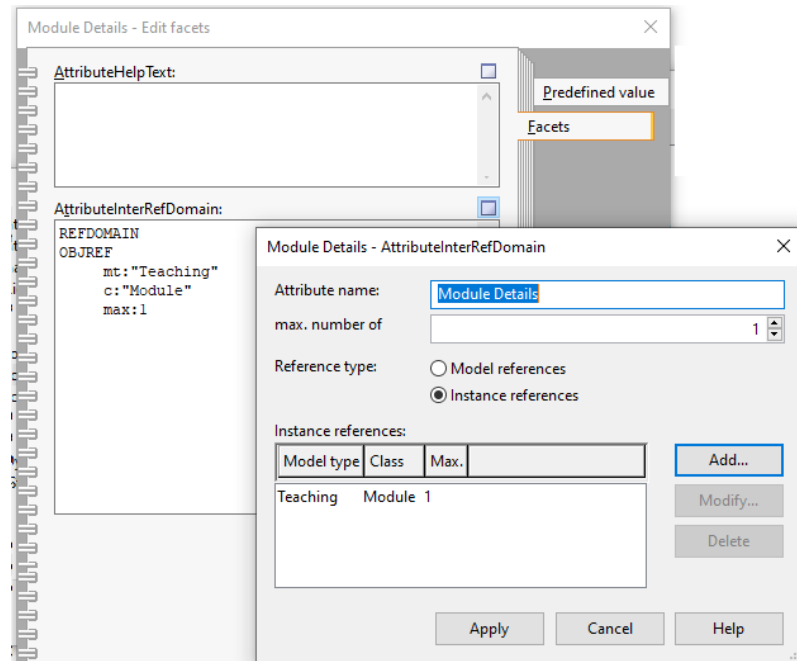 Module Details - Edit facets
AttributeHelpText:
Predefined value
Facets
AttributeInterRefDomain:
REFDOMAIN
OBJREF
mt:"Teaching"
c:"Module"
max:1
Module Details - AttributeInterRefDomain
Attribute name:
Module Details
max. number of
1
Reference type:
Model references
Instance references
Instance references:
Model type Class Max.
Add...
Teaching Module 1
Modify...
Delete
Apply Cancel Help